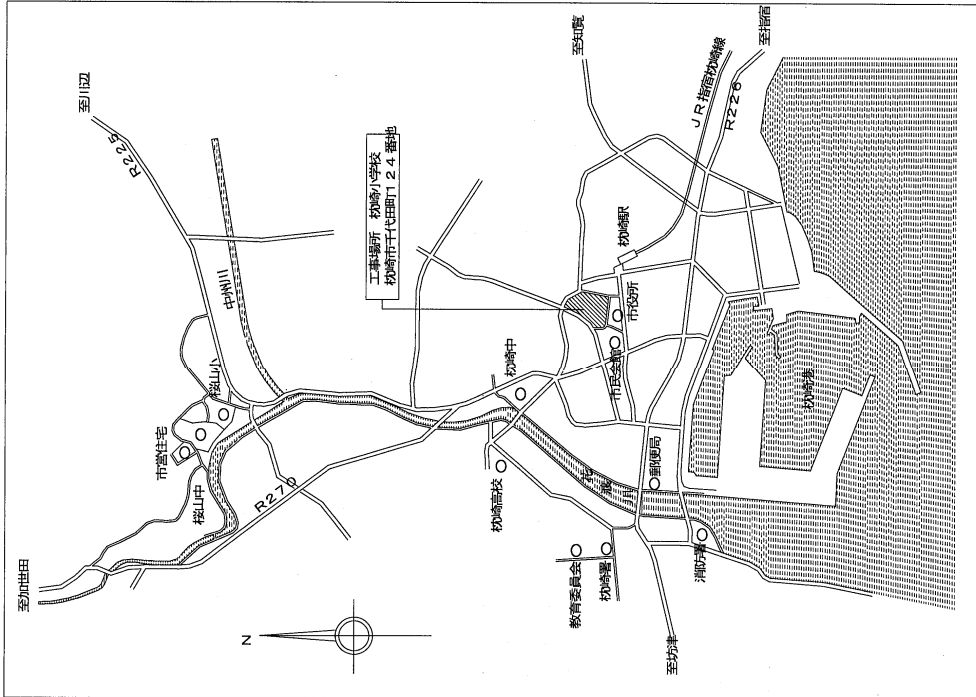 至加世田
至川辺
R225
中州川
桜山小
市営住宅
桜山中
R270
N
工事場所　枕崎小学校
枕崎市千代田町124番地
至知覧
至指宿
JR指宿枕崎線
R226
枕崎駅
市役所
市民会館
枕崎中
枕崎高校
花渡川
郵便局
枕崎港
教育委員会
枕崎署
消防署
至坊津